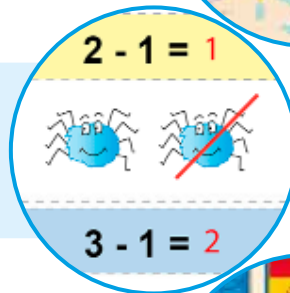 2 - 1 = 1
3 - 1 = 2